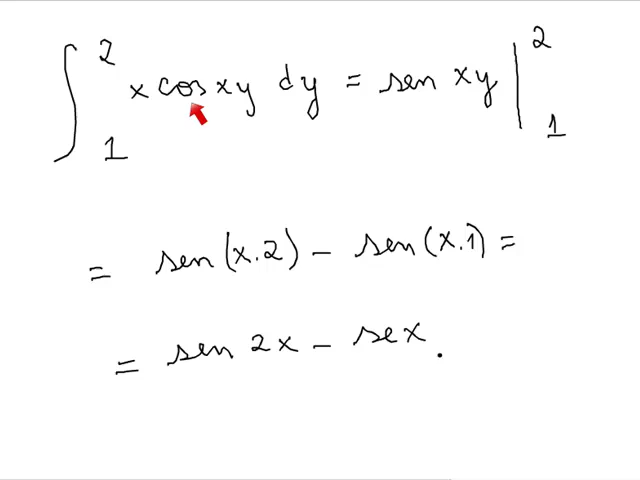 ∫₁² x cos xy dy = sen xy |₁²
= sen(x.2) - sen(x.1) =
= sen 2x - sex.